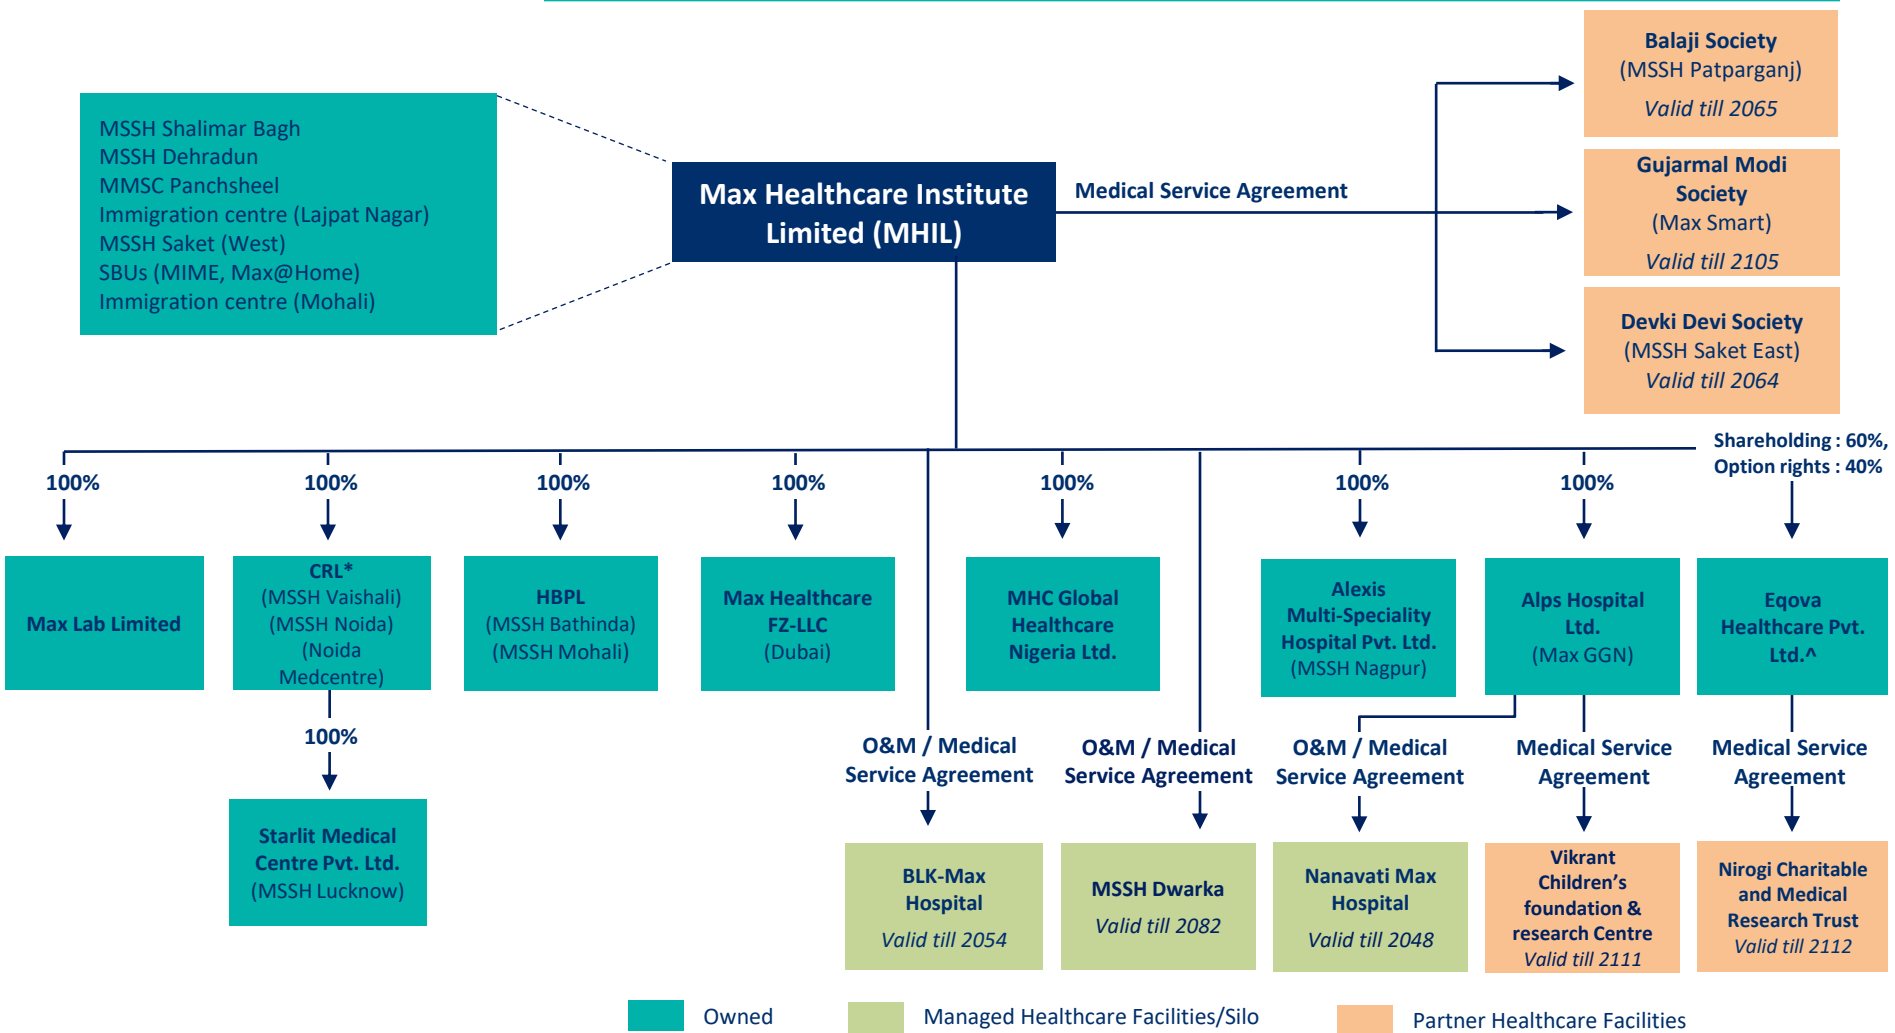 Balaji Society
(MSSH Patparganj)
Valid till 2065
MSSH Shalimar Bagh
MSSH Dehradun
MMSC Panchsheel
Immigration centre (Lajpat Nagar)
MSSH Saket (West)
SBUs (MIME, Max@Home)
Immigration centre (Mohali)
Max Healthcare Institute
Limited (MHIL)
Medical Service Agreement
Gujarmal Modi
Society
(Max Smart)
Valid till 2105
Devki Devi Society
(MSSH Saket East)
Valid till 2064
Shareholding : 60%,
Option rights : 40%
100%
100%
100%
100%
100%
100%
100%
Max Lab Limited
CRL*
(MSSH Vaishali)
(MSSH Noida)
(Noida
Medcentre)
HBPL
(MSSH Bathinda)
(MSSH Mohali)
Max Healthcare
FZ-LLC
(Dubai)
MHC Global
Healthcare
Nigeria Ltd.
Alexis
Multi-Speciality
Hospital Pvt. Ltd.
(MSSH Nagpur)
Alps Hospital
Ltd.
(Max GGN)
Eqova
Healthcare Pvt.
Ltd.^
100%
O&M / Medical
Service Agreement
O&M / Medical
Service Agreement
O&M / Medical
Service Agreement
Medical Service
Agreement
Medical Service
Agreement
Starlit Medical
Centre Pvt. Ltd.
(MSSH Lucknow)
BLK-Max
Hospital
Valid till 2054
MSSH Dwarka
Valid till 2082
Nanavati Max
Hospital
Valid till 2048
Vikrant
Children’s
foundation &
research Centre
Valid till 2111
Nirogi Charitable
and Medical
Research Trust
Valid till 2112
Owned
Managed Healthcare Facilities/Silo
Partner Healthcare Facilities